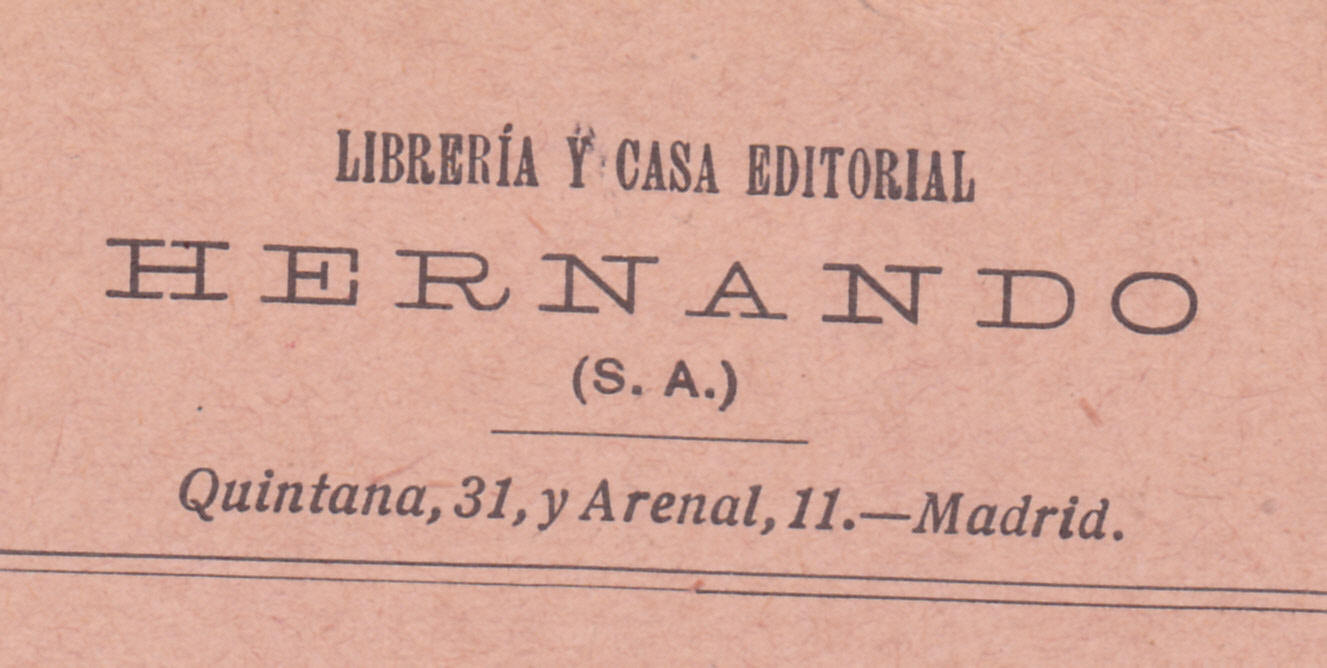 LIBRERÍA Y CASA EDITORIAL
HERNANDO
(S. A.)
Quintana, 31, y Arenal, 11.—Madrid.